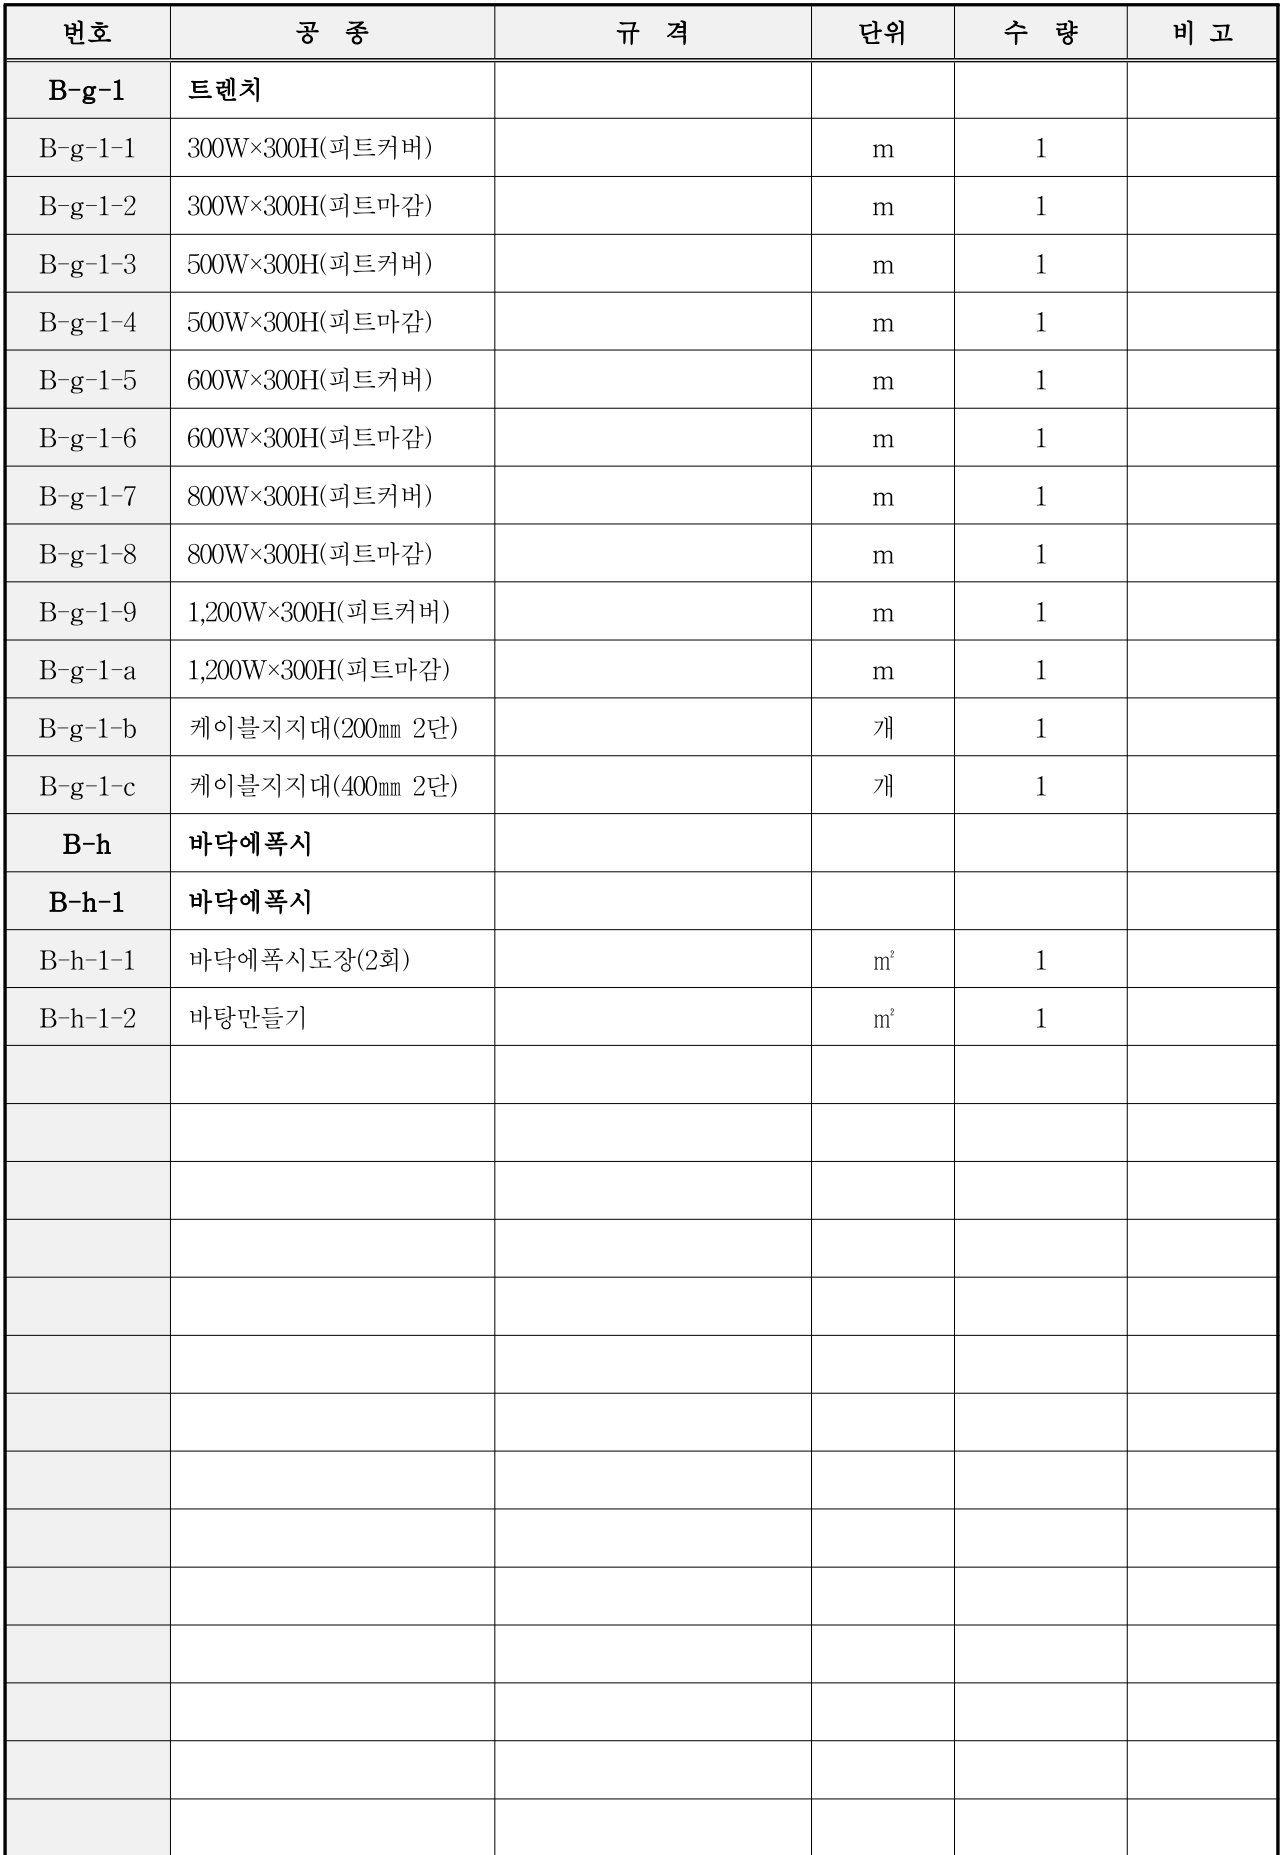 번호 공 종 규 격 단위 수 량 비 고
B-g-1 트렌치
B-g-1-1 300W×300H(피트커버) m 1
B-g-1-2 300W×300H(피트마감) m 1
B-g-1-3 500W×300H(피트커버) m 1
B-g-1-4 500W×300H(피트마감) m 1
B-g-1-5 600W×300H(피트커버) m 1
B-g-1-6 600W×300H(피트마감) m 1
B-g-1-7 800W×300H(피트커버) m 1
B-g-1-8 800W×300H(피트마감) m 1
B-g-1-9 1,200W×300H(피트커버) m 1
B-g-1-a 1,200W×300H(피트마감) m 1
B-g-1-b 케이블지지대(200㎜ 2단) 개 1
B-g-1-c 케이블지지대(400㎜ 2단) 개 1
B-h 바닥에폭시
B-h-1 바닥에폭시
B-h-1-1 바닥에폭시도장(2회) ㎡ 1
B-h-1-2 바탕만들기 ㎡ 1